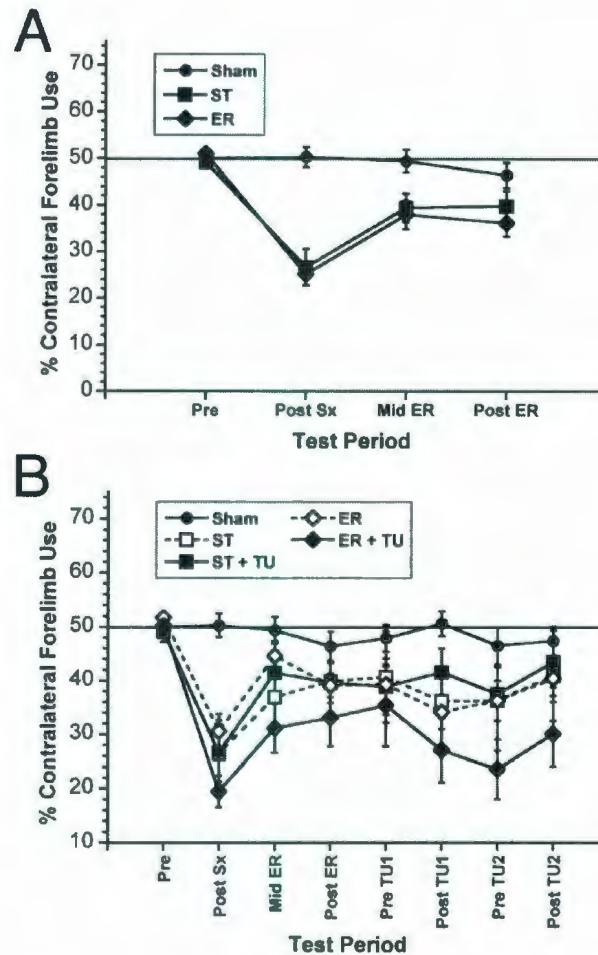 A
% Contralateral Forelimb Use
70
60
50
40
30
20
10
0
Sham
ST
ER
Pre
Post Sx
Mid ER
Post ER
Test Period
B
% Contralateral Forelimb Use
70
60
50
40
30
20
10
Sham
ER
ST
ER + TU
ST + TU
Pre
Post Sx
Mid ER
Post ER
Pre TU1
Post TU1
Pre TU2
Post TU2
Test Period